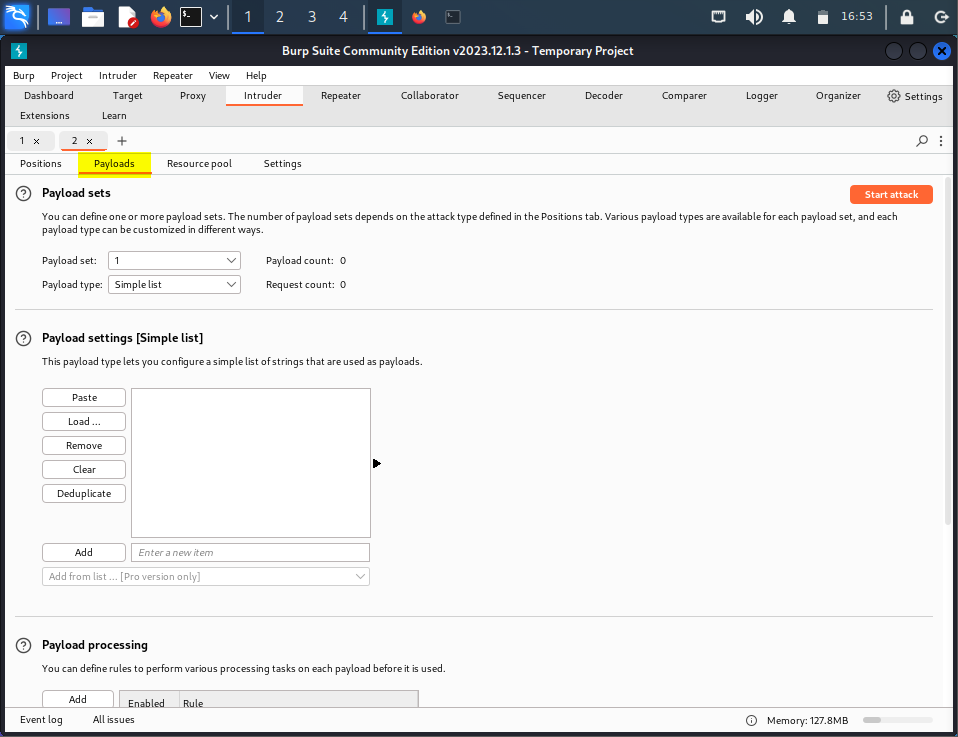 1 2 3 4 16:53
Burp Suite Community Edition v2023.12.1.3 - Temporary Project
Burp Project Intruder Repeater View Help
Dashboard Target Proxy Intruder Repeater Collaborator Sequencer Decoder Comparer Logger Organizer Settings
Extensions Learn
1 × 2 × +
Positions Payloads Resource pool Settings
? Payload sets Start attack
You can define one or more payload sets. The number of payload sets depends on the attack type defined in the Positions tab. Various payload types are available for each payload set, and each
payload type can be customized in different ways.
Payload set: 1 Payload count: 0
Payload type: Simple list Request count: 0
? Payload settings [Simple list]
This payload type lets you configure a simple list of strings that are used as payloads.
Paste
Load ...
Remove
Clear
Deduplicate
Add Enter a new item
Add from list ... [Pro version only]
? Payload processing
You can define rules to perform various processing tasks on each payload before it is used.
Add Enabled Rule
Event log All issues Memory: 127.8MB